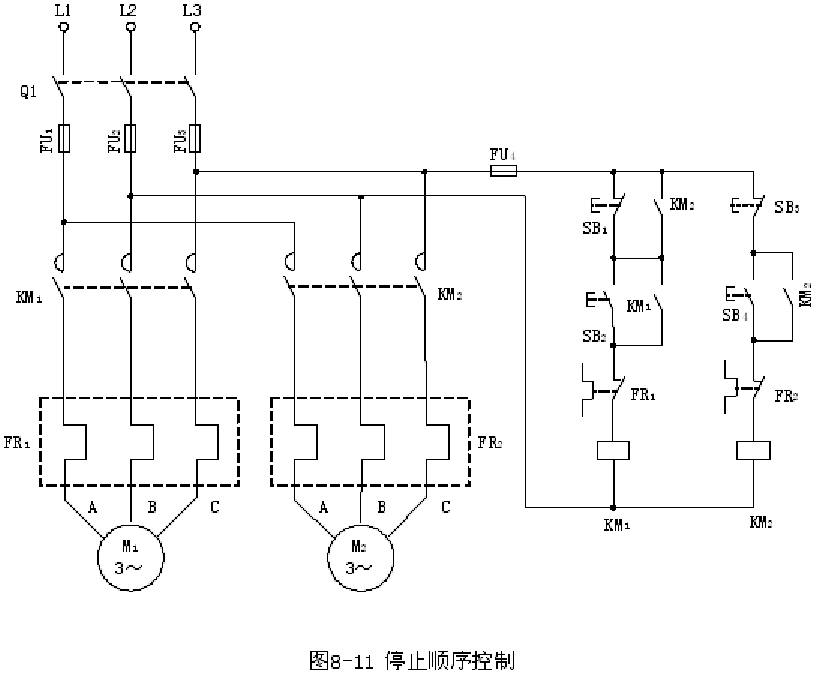 L1 L2 L3
Q1
FU₁ FU₂ FU₃
FU₄
SB₁ KM₂ SB₃
KM₁ KM₂
SB₂ KM₁ SB₄ KM₂
FR₁ FR₂
FR₁ FR₂
A B C A B C
KM₁ KM₂
M₁ M₂
3～ 3～
图8-11 停止顺序控制